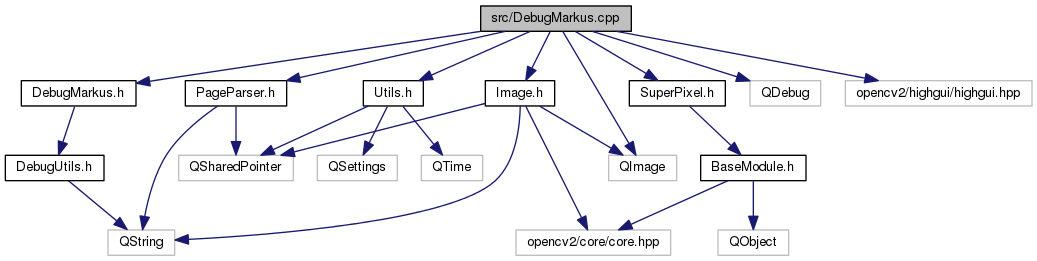 src/DebugMarkus.cpp
DebugMarkus.h
PageParser.h
Utils.h
Image.h
SuperPixel.h
QDebug
opencv2/highgui/highgui.hpp
DebugUtils.h
QSharedPointer
QSettings
QTime
QImage
BaseModule.h
QString
opencv2/core/core.hpp
QObject